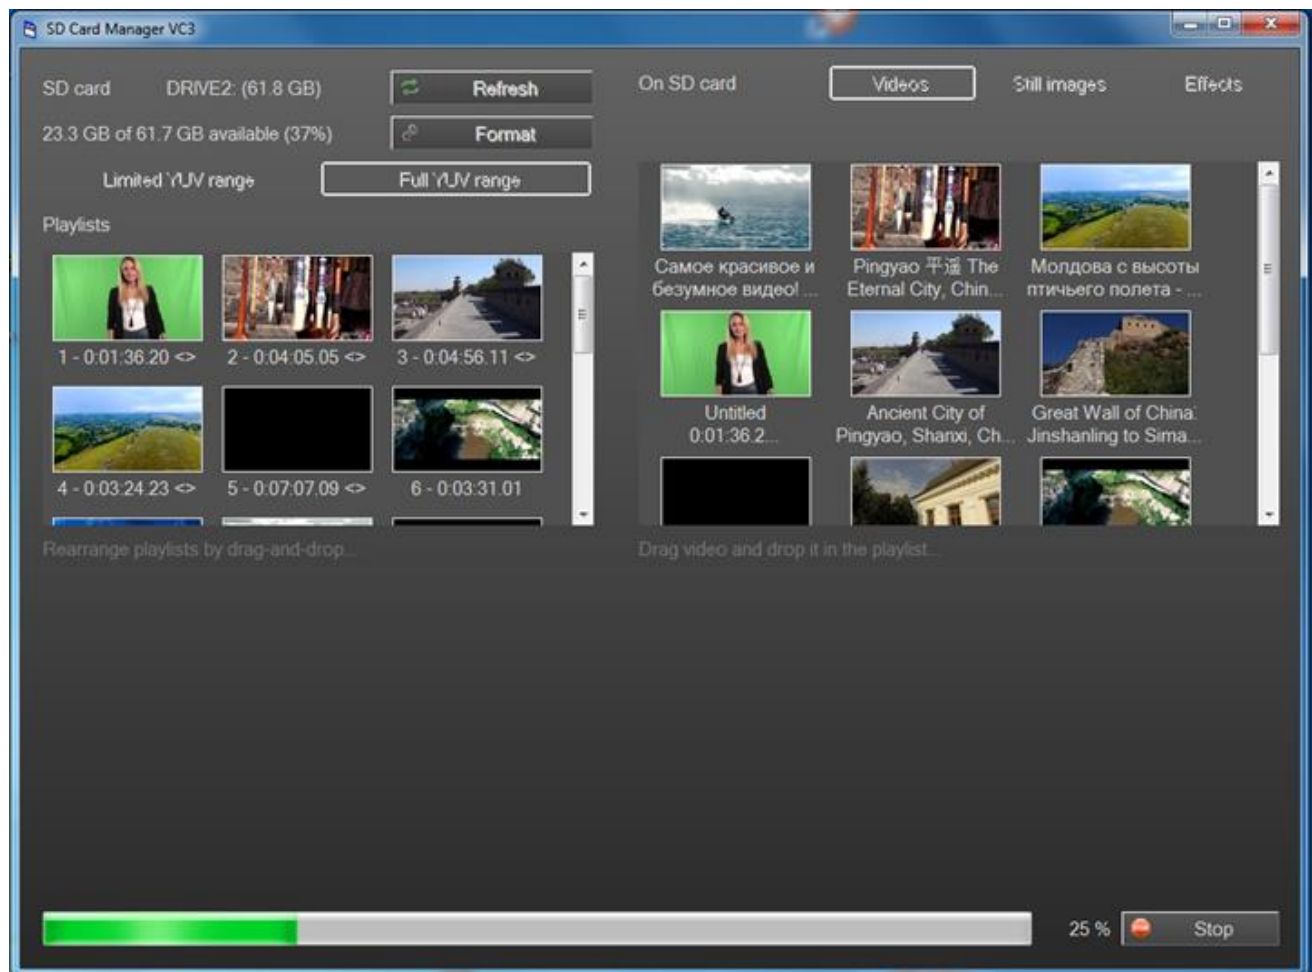 SD Card Manager VC3
SD card DRIVE2: (61.8 GB) Refresh
23.3 GB of 61.7 GB available (37%) Format
Limited YUV range Full YUV range
Playlists
1 - 0:01:36.20 <> 2 - 0:04:05.05 <> 3 - 0:04:56.11 <>
4 - 0:03:24.23 <> 5 - 0:07:07.09 <> 6 - 0:03:31.01
Rearrange playlists by drag-and-drop...
On SD card Videos Still images Effects
Самое красивое и
безумное видео! ...
Pingyao 平遥 The
Eternal City, Chin...
Молдова с высоты
птичьего полета - ...
Untitled
0:01:36.2...
Ancient City of
Pingyao, Shanxi, Ch...
Great Wall of China:
Jinshanling to Sima...
Drag video and drop it in the playlist...
25 % Stop